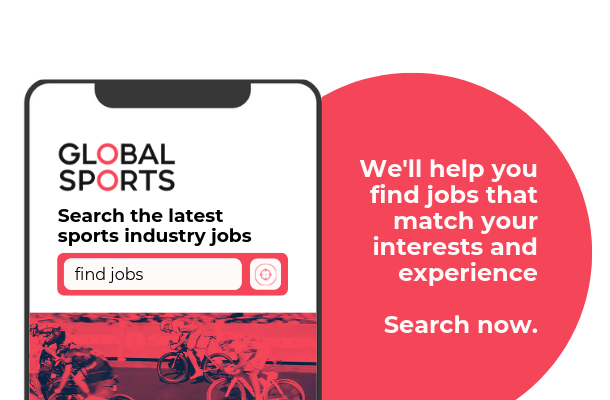 GLOBAL
SPORTS
Search the latest
sports industry jobs
find jobs
We'll help you
find jobs that
match your
interests and
experience
Search now.